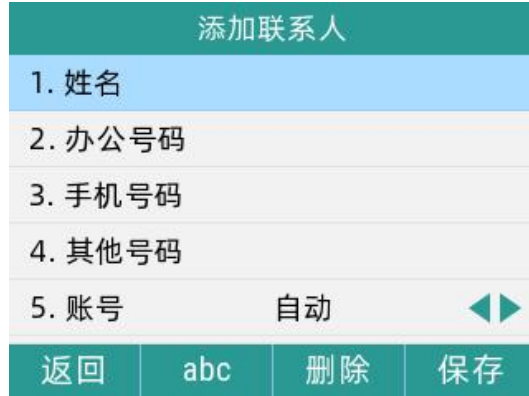 添加联系人
1. 姓名
2. 办公号码
3. 手机号码
4. 其他号码
5. 账号 自动
返回 abc 删除 保存